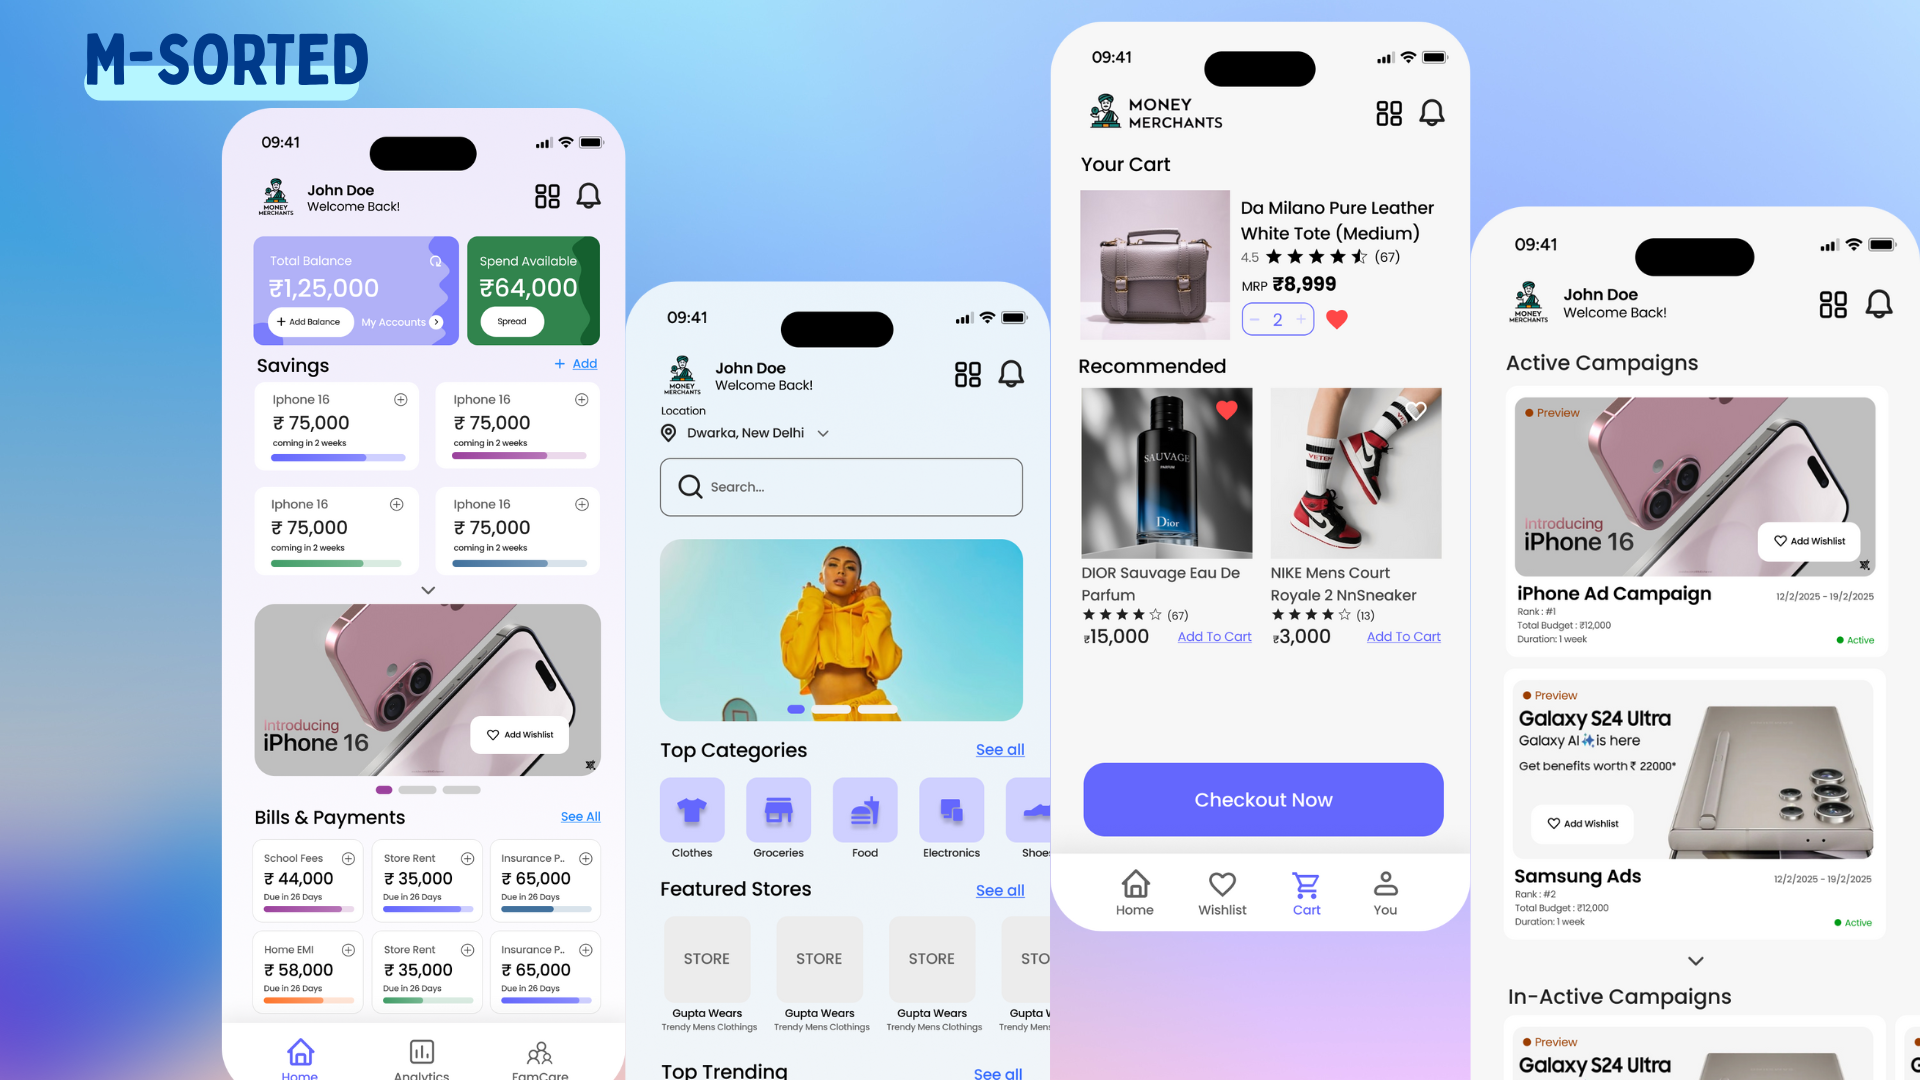 M-SORTED
09:41
MONEY
MERCHANTS
John Doe
Welcome Back!
Total Balance
₹1,25,000
+ Add Balance
My Accounts
Spend Available
₹64,000
Spread
Savings
+ Add
Iphone 16
₹ 75,000
coming in 2 weeks
Iphone 16
₹ 75,000
coming in 2 weeks
Iphone 16
₹ 75,000
coming in 2 weeks
Iphone 16
₹ 75,000
coming in 2 weeks
Introducing
iPhone 16
Add Wishlist
Bills & Payments
See All
School Fees
₹ 44,000
Due in 26 Days
Store Rent
₹ 35,000
Due in 26 Days
Insurance P..
₹ 65,000
Due in 26 Days
Home EMI
₹ 58,000
Due in 26 Days
Store Rent
₹ 35,000
Due in 26 Days
Insurance P..
₹ 65,000
Due in 26 Days
Home
Analytics
FamCare
09:41
MONEY
MERCHANTS
John Doe
Welcome Back!
Location
Dwarka, New Delhi
Search...
Top Categories
See all
Clothes
Groceries
Food
Electronics
Shoes
Featured Stores
See all
STORE
STORE
STORE
STO
Gupta Wears
Trendy Mens Clothings
Gupta Wears
Trendy Mens Clothings
Gupta Wears
Trendy Mens Clothings
Gupta W
Trendy Men
Top Trending
See all
09:41
MONEY
MERCHANTS
Your Cart
Da Milano Pure Leather
White Tote (Medium)
4.5 (67)
MRP ₹8,999
- 2 +
Recommended
SAUVAGE
PARFUM
Dior
DIOR Sauvage Eau De
Parfum
(67)
₹15,000
Add To Cart
NIKE Mens Court
Royale 2 NnSneaker
(13)
₹3,000
Add To Cart
Checkout Now
Home
Wishlist
Cart
You
09:41
MONEY
MERCHANTS
John Doe
Welcome Back!
Active Campaigns
Preview
Introducing
iPhone 16
Add Wishlist
iPhone Ad Campaign
12/2/2025 - 19/2/2025
Rank : #1
Total Budget : ₹12,000
Duration: 1 week
Active
Preview
Galaxy S24 Ultra
Galaxy AI is here
Get benefits worth ₹ 22000*
Add Wishlist
Samsung Ads
12/2/2025 - 19/2/2025
Rank : #2
Total Budget : ₹12,000
Duration: 1 week
Active
In-Active Campaigns
Preview
Galaxy S24 Ultra
G